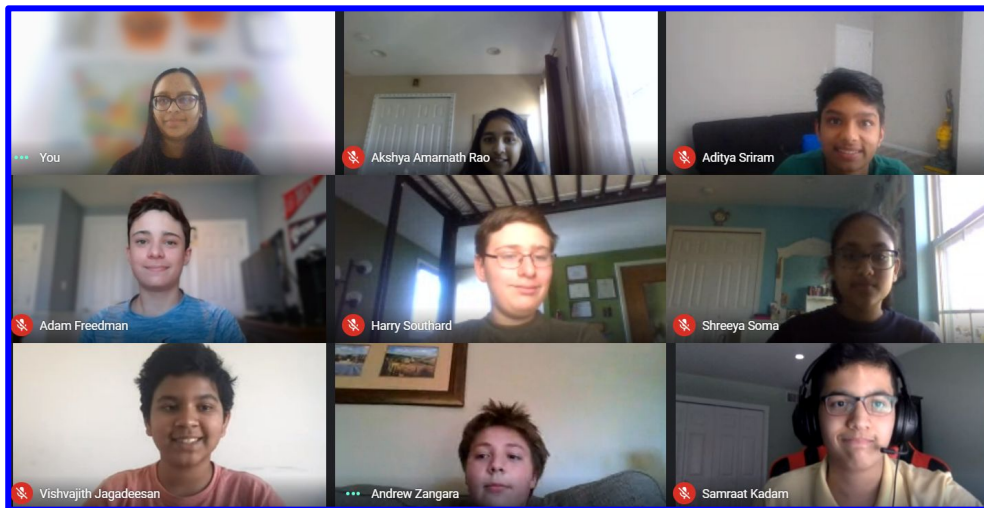 You
Akshya Amarnath Rao
Aditya Sriram
Adam Freedman
Harry Southard
Shreeya Soma
Vishvajith Jagadeesan
Andrew Zangara
Samraat Kadam